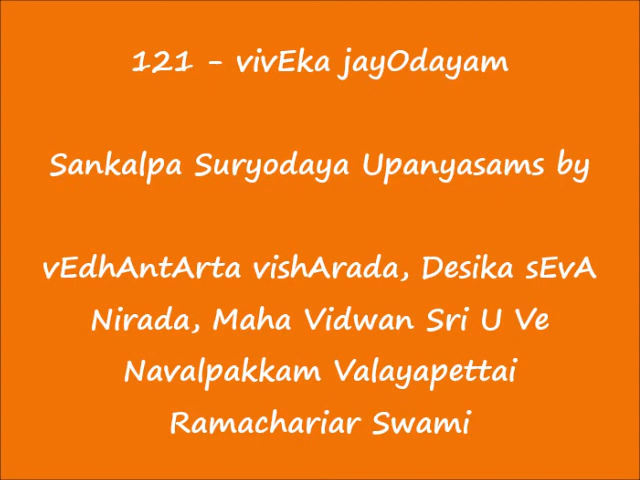 121 - vivEka jayOdayam
Sankalpa Suryodaya Upanyasams by
vEdhAntArta vishArada, Desika sEvA
Nirada, Maha Vidwan Sri U Ve
Navalpakkam Valayapettai
Ramachariar Swami